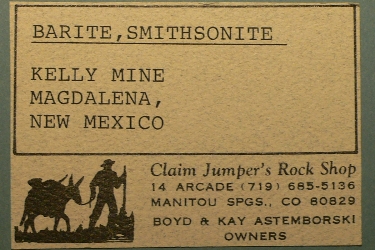 BARITE,SMITHSONITE
KELLY MINE
MAGDALENA,
NEW MEXICO
Claim Jumper's Rock Shop
14 ARCADE (719) 685-5136
MANITOU SPGS., CO 80829
BOYD & KAY ASTEMBORSKI
OWNERS